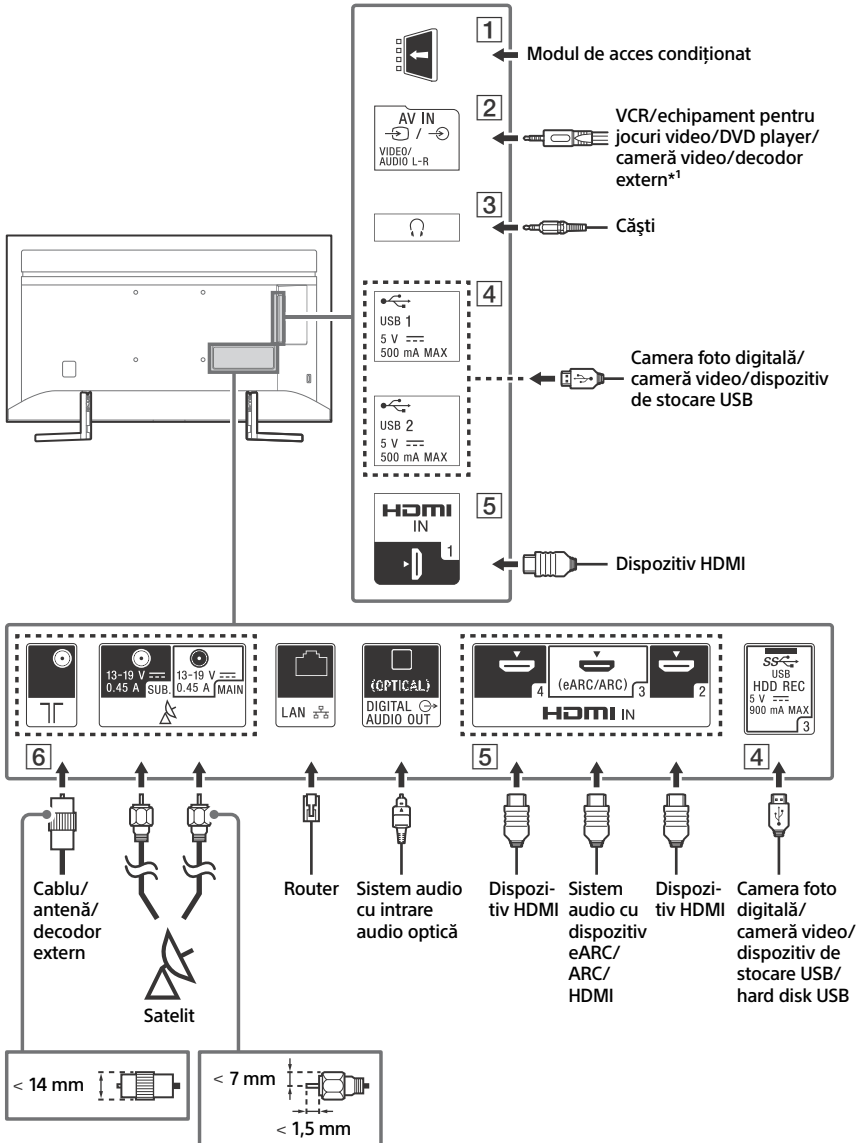 1
Modul de acces condiționat
2
AV IN
/
VIDEO/
AUDIO L-R
VCR/echipament pentru
jocuri video/DVD player/
cameră video/decodor
extern*1
3
Căşti
4
USB 1
5 V
500 mA MAX
USB 2
5 V
500 mA MAX
Camera foto digitală/
cameră video/dispozitiv
de stocare USB
5
HDMI
IN
1
Dispozitiv HDMI
13-19 V
0.45 A SUB.
13-19 V
0.45 A MAIN
LAN
(OPTICAL)
DIGITAL
AUDIO OUT
4
(eARC/ARC) 3
2
HDMI IN
SS
USB
HDD REC
5 V
900 mA MAX
3
6
5
4
Cablu/
antenă/
decodor
extern
Satelit
Router
Sistem audio
cu intrare
audio optică
Dispozi-
tiv HDMI
Sistem
audio cu
dispozitiv
eARC/
ARC/
HDMI
Dispozi-
tiv HDMI
Camera foto
digitală/
cameră video/
dispozitiv de
stocare USB/
hard disk USB
< 14 mm
< 7 mm
< 1,5 mm